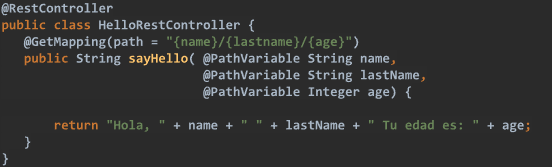 @RestController
public class HelloRestController {
@GetMapping(path = "{name}/{lastname}/{age}")
public String sayHello( @PathVariable String name,
@PathVariable String lastName,
@PathVariable Integer age) {
return "Hola, " + name + " " + lastName + " Tu edad es: " + age;
}
}